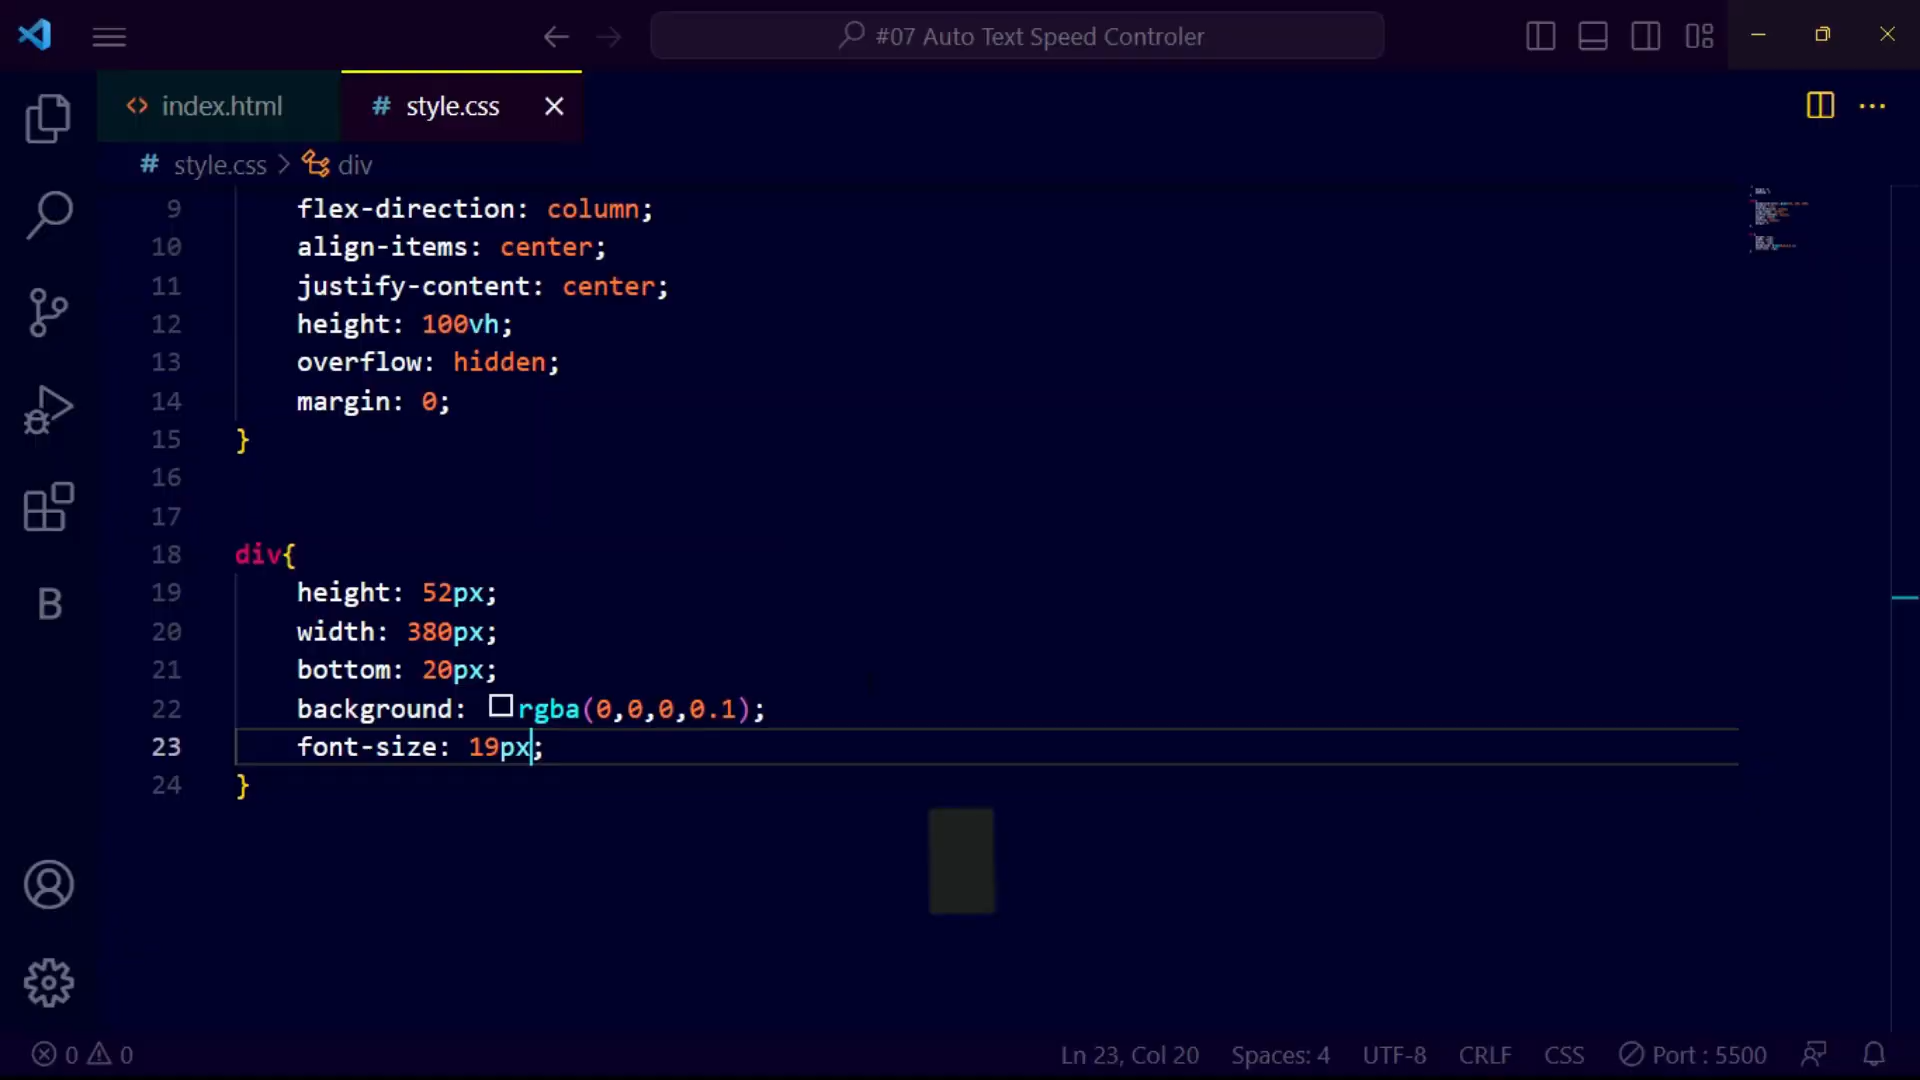 #07 Auto Text Speed Controler
<> index.html
# style.css
# style.css > div
9 flex-direction: column;
10 align-items: center;
11 justify-content: center;
12 height: 100vh;
13 overflow: hidden;
14 margin: 0;
15 }
16
17
18 div{
19 height: 52px;
20 width: 380px;
21 bottom: 20px;
22 background: rgba(0,0,0,0.1);
23 font-size: 19px;
24 }
B
0 0
Ln 23, Col 20 Spaces: 4 UTF-8 CRLF CSS Port : 5500